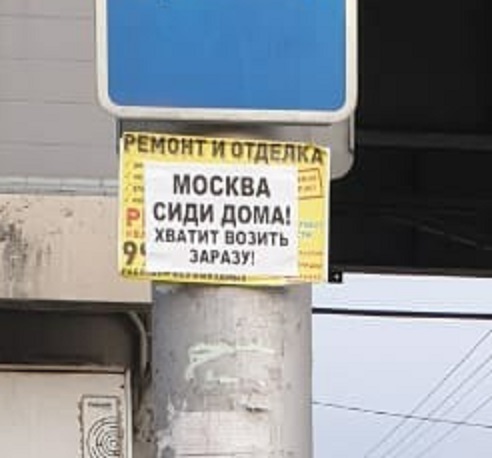 РЕМОНТ И ОТДЕЛКА
МОСКВА
СИДИ ДОМА!
ХВАТИТ ВОЗИТЬ
ЗАРАЗУ!